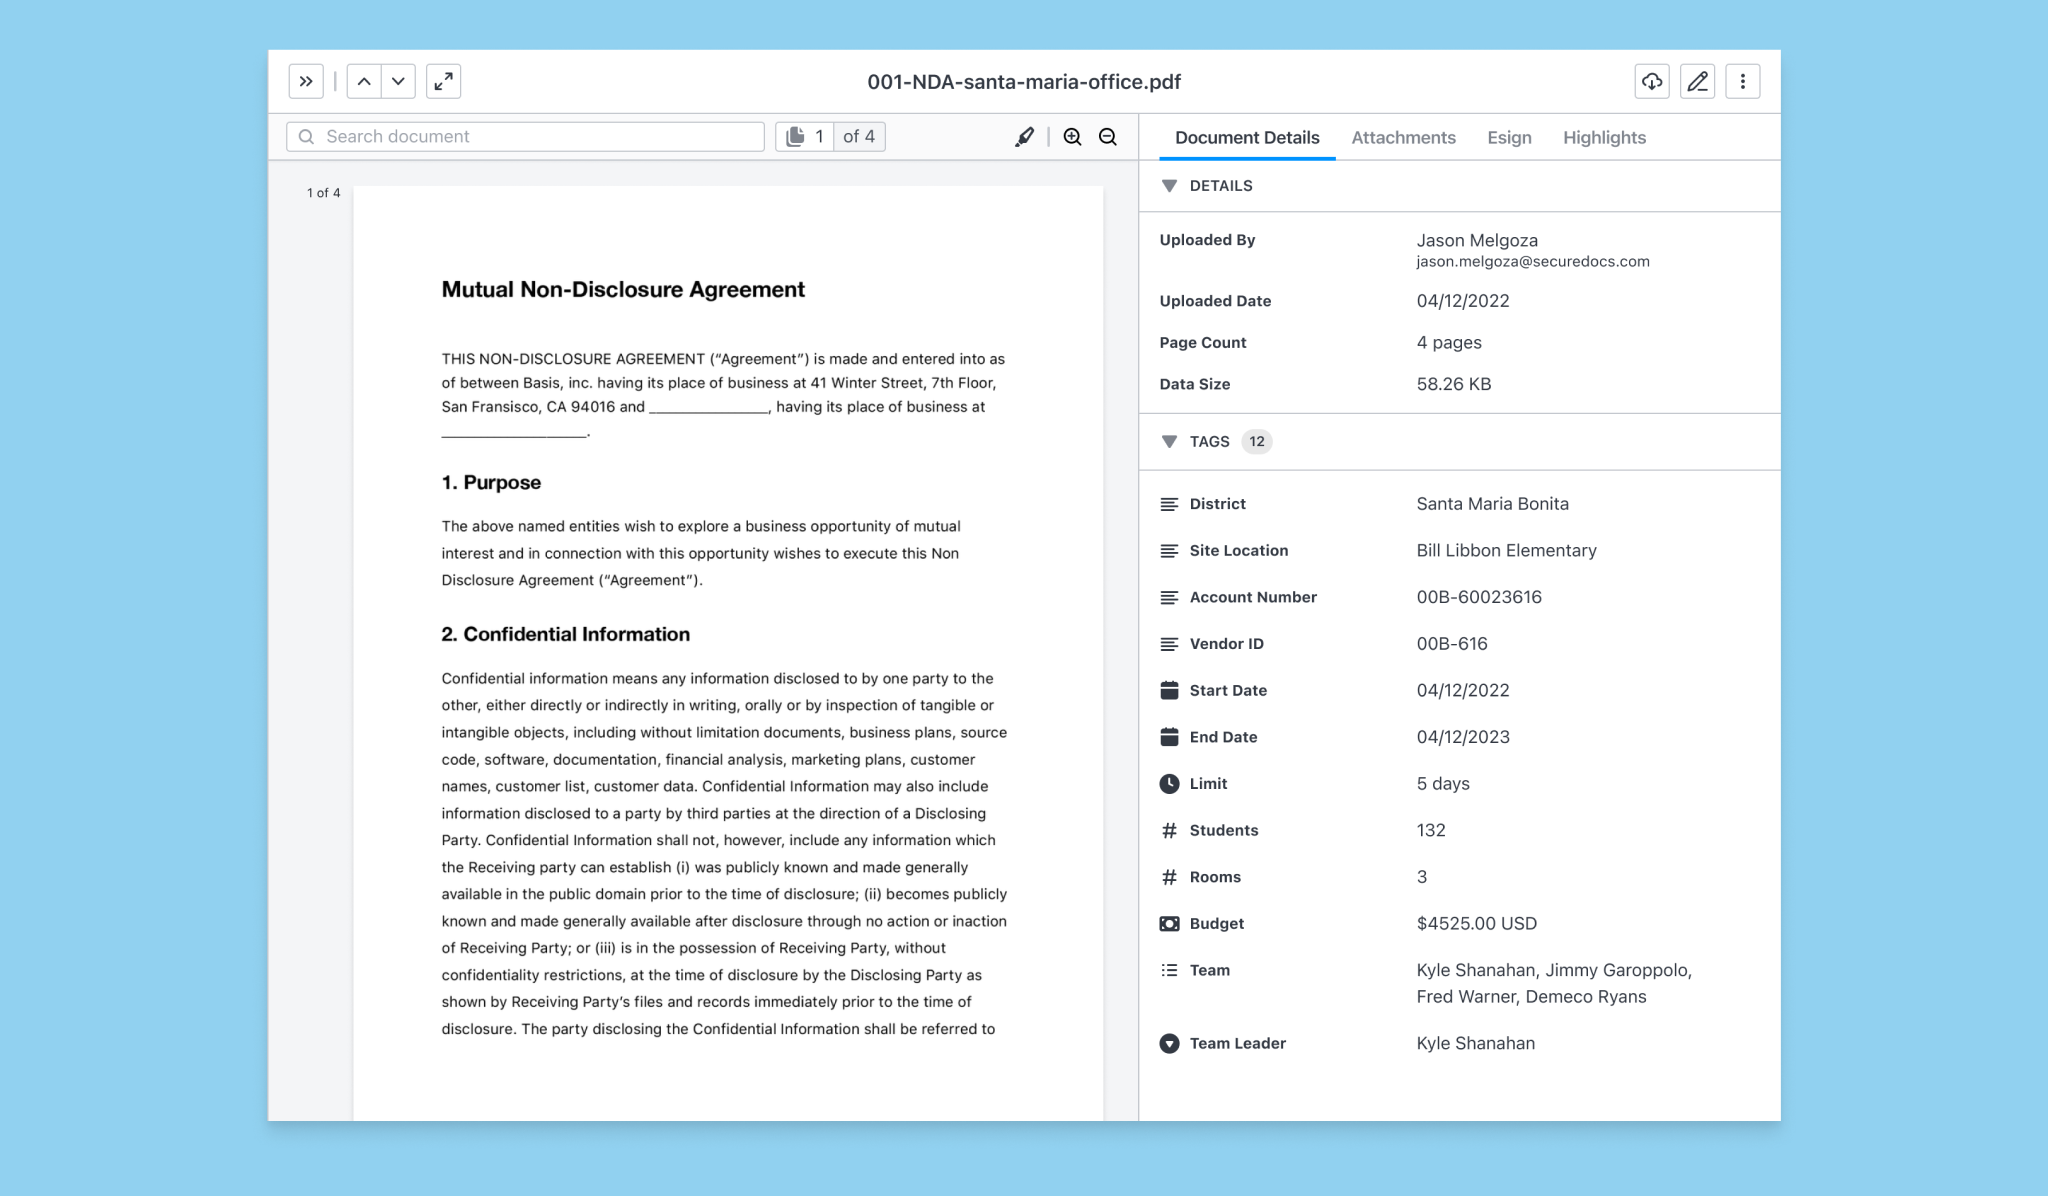 001-NDA-santa-maria-office.pdf
Search document
1 of 4
1 of 4
Mutual Non-Disclosure Agreement
THIS NON-DISCLOSURE AGREEMENT (“Agreement”) is made and entered into as
of between Basis, inc. having its place of business at 41 Winter Street, 7th Floor,
San Fransisco, CA 94016 and _______________, having its place of business at
__________________.
1. Purpose
The above named entities wish to explore a business opportunity of mutual
interest and in connection with this opportunity wishes to execute this Non
Disclosure Agreement (“Agreement”).
2. Confidential Information
Confidential information means any information disclosed to by one party to the
other, either directly or indirectly in writing, orally or by inspection of tangible or
intangible objects, including without limitation documents, business plans, source
code, software, documentation, financial analysis, marketing plans, customer
names, customer list, customer data. Confidential Information may also include
information disclosed to a party by third parties at the direction of a Disclosing
Party. Confidential Information shall not, however, include any information which
the Receiving party can establish (i) was publicly known and made generally
available in the public domain prior to the time of disclosure; (ii) becomes publicly
known and made generally available after disclosure through no action or inaction
of Receiving Party; or (iii) is in the possession of Receiving Party, without
confidentiality restrictions, at the time of disclosure by the Disclosing Party as
shown by Receiving Party’s files and records immediately prior to the time of
disclosure. The party disclosing the Confidential Information shall be referred to
Document Details Attachments Esign Highlights
DETAILS
Uploaded By Jason Melgoza
jason.melgoza@securedocs.com
Uploaded Date 04/12/2022
Page Count 4 pages
Data Size 58.26 KB
TAGS 12
District Santa Maria Bonita
Site Location Bill Libbon Elementary
Account Number 00B-60023616
Vendor ID 00B-616
Start Date 04/12/2022
End Date 04/12/2023
Limit 5 days
Students 132
Rooms 3
Budget $4525.00 USD
Team Kyle Shanahan, Jimmy Garoppolo,
Fred Warner, Demeco Ryans
Team Leader Kyle Shanahan